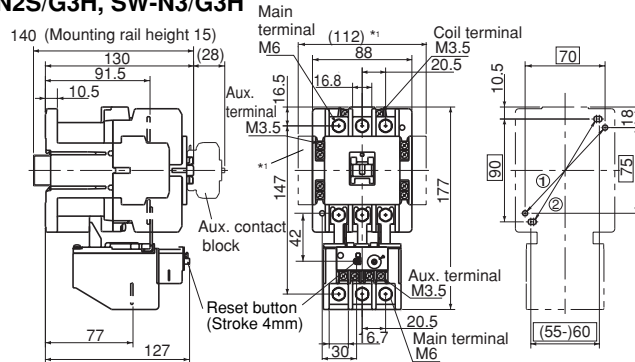 N2S/G3H, SW-N3/G3H
140 (Mounting rail height 15)
130
(28)
91.5
10.5
Aux.
terminal
M3.5
*1
Aux. contact
block
Reset button
(Stroke 4mm)
77
127
Main
terminal
M6
(112) *1
88
Coil terminal
M3.5
20.5
16.8
16.5
147
42
177
Aux. terminal
M3.5
20.5
16.7
30
Main terminal
M6
70
10.5
18
90
75
①
②
(55-)60